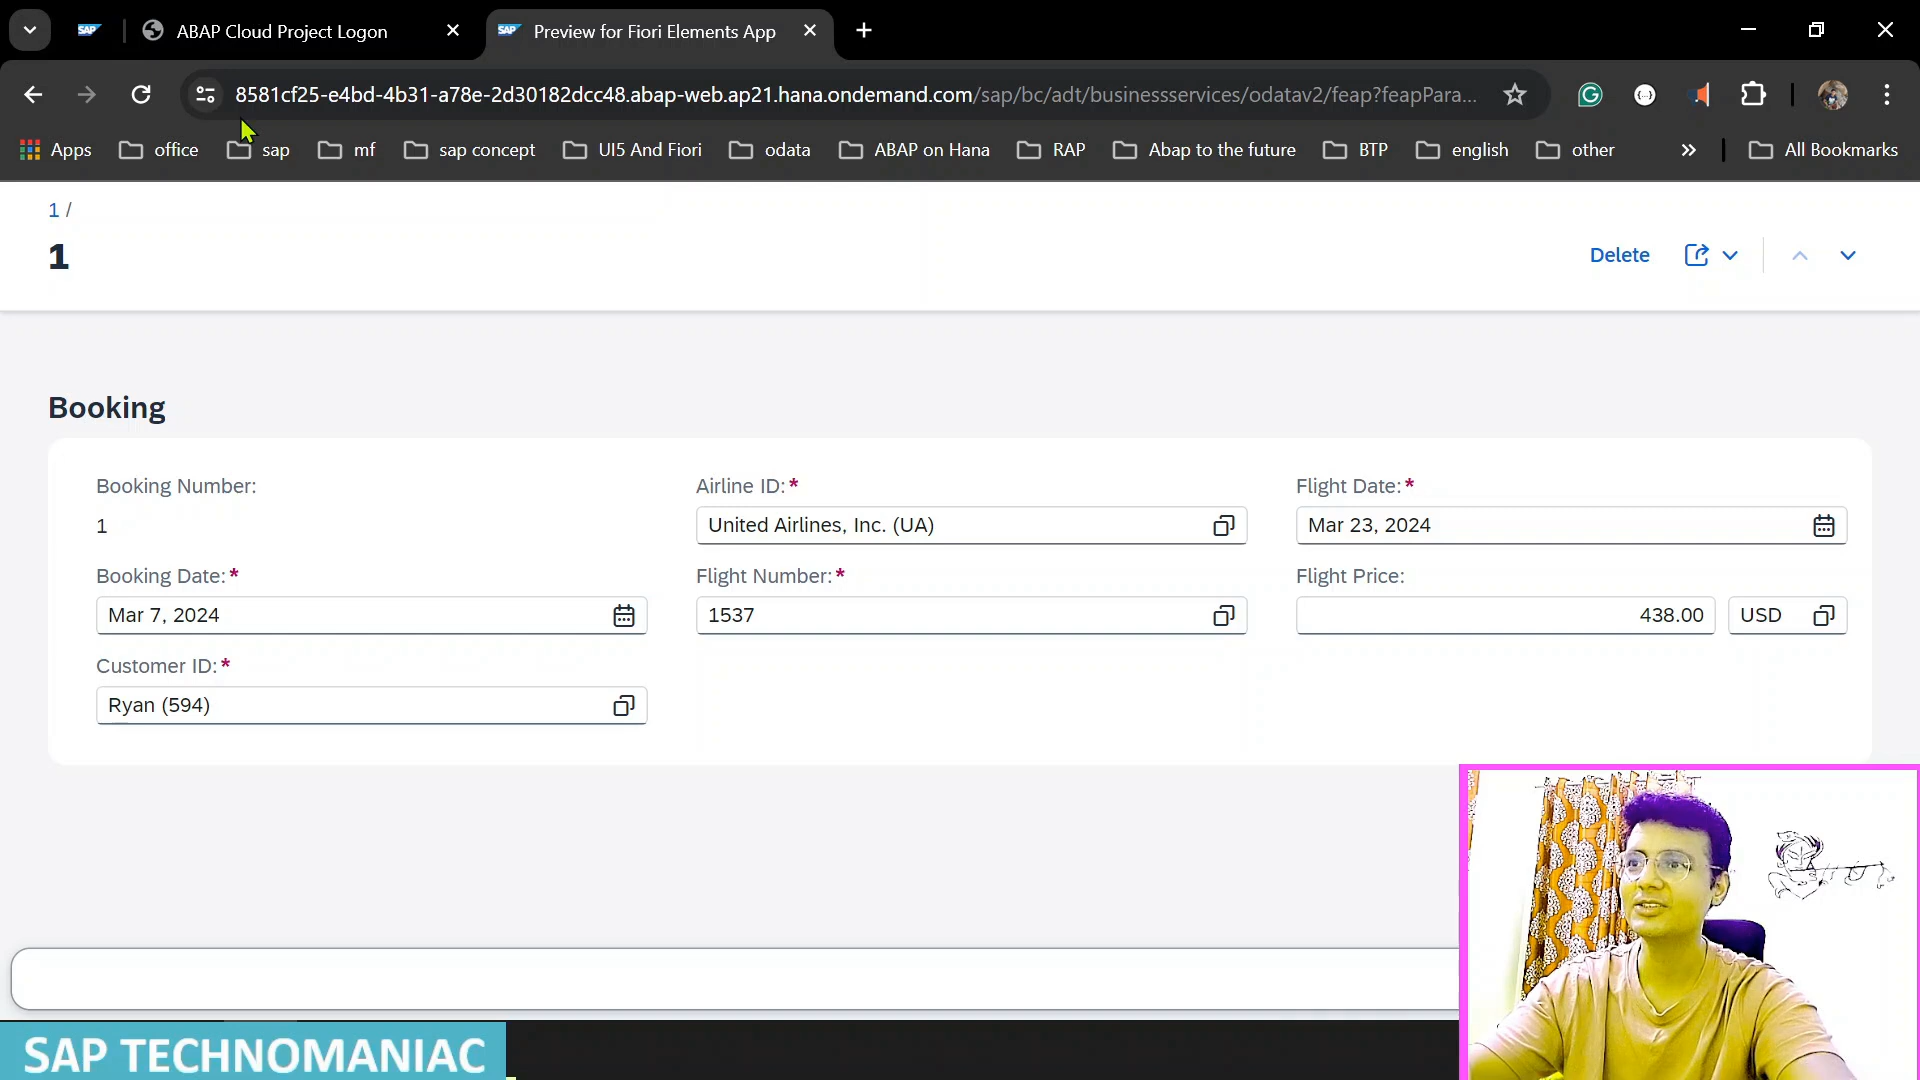 SAP
ABAP Cloud Project Logon
SAP
Preview for Fiori Elements App
8581cf25-e4bd-4b31-a78e-2d30182dcc48.abap-web.ap21.hana.ondemand.com/sap/bc/adt/businessservices/odatav2/feap?feapPara...
Apps
office
sap
mf
sap concept
UI5 And Fiori
odata
ABAP on Hana
RAP
Abap to the future
BTP
english
other
»
All Bookmarks
1 /
1
Delete
Booking
Booking Number:
1
Airline ID:*
United Airlines, Inc. (UA)
Flight Date:*
Mar 23, 2024
Booking Date:*
Mar 7, 2024
Flight Number:*
1537
Flight Price:
438.00
USD
Customer ID:*
Ryan (594)
SAP TECHNOMANIAC